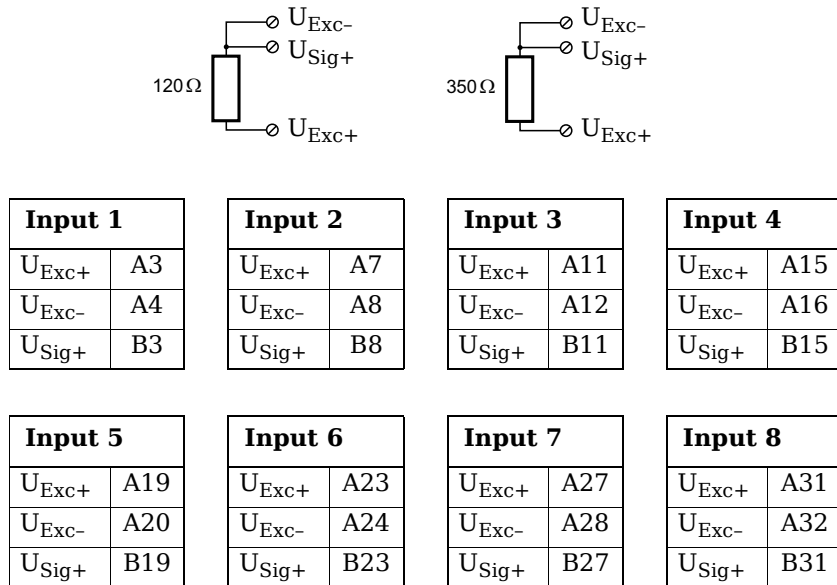 U_Exc– U_Exc–
U_Sig+ U_Sig+
120 Ω 350 Ω
U_Exc+ U_Exc+
Input 1 Input 2 Input 3 Input 4
U_Exc+ A3 U_Exc+ A7 U_Exc+ A11 U_Exc+ A15
U_Exc– A4 U_Exc– A8 U_Exc– A12 U_Exc– A16
U_Sig+ B3 U_Sig+ B8 U_Sig+ B11 U_Sig+ B15
Input 5 Input 6 Input 7 Input 8
U_Exc+ A19 U_Exc+ A23 U_Exc+ A27 U_Exc+ A31
U_Exc– A20 U_Exc– A24 U_Exc– A28 U_Exc– A32
U_Sig+ B19 U_Sig+ B23 U_Sig+ B27 U_Sig+ B31